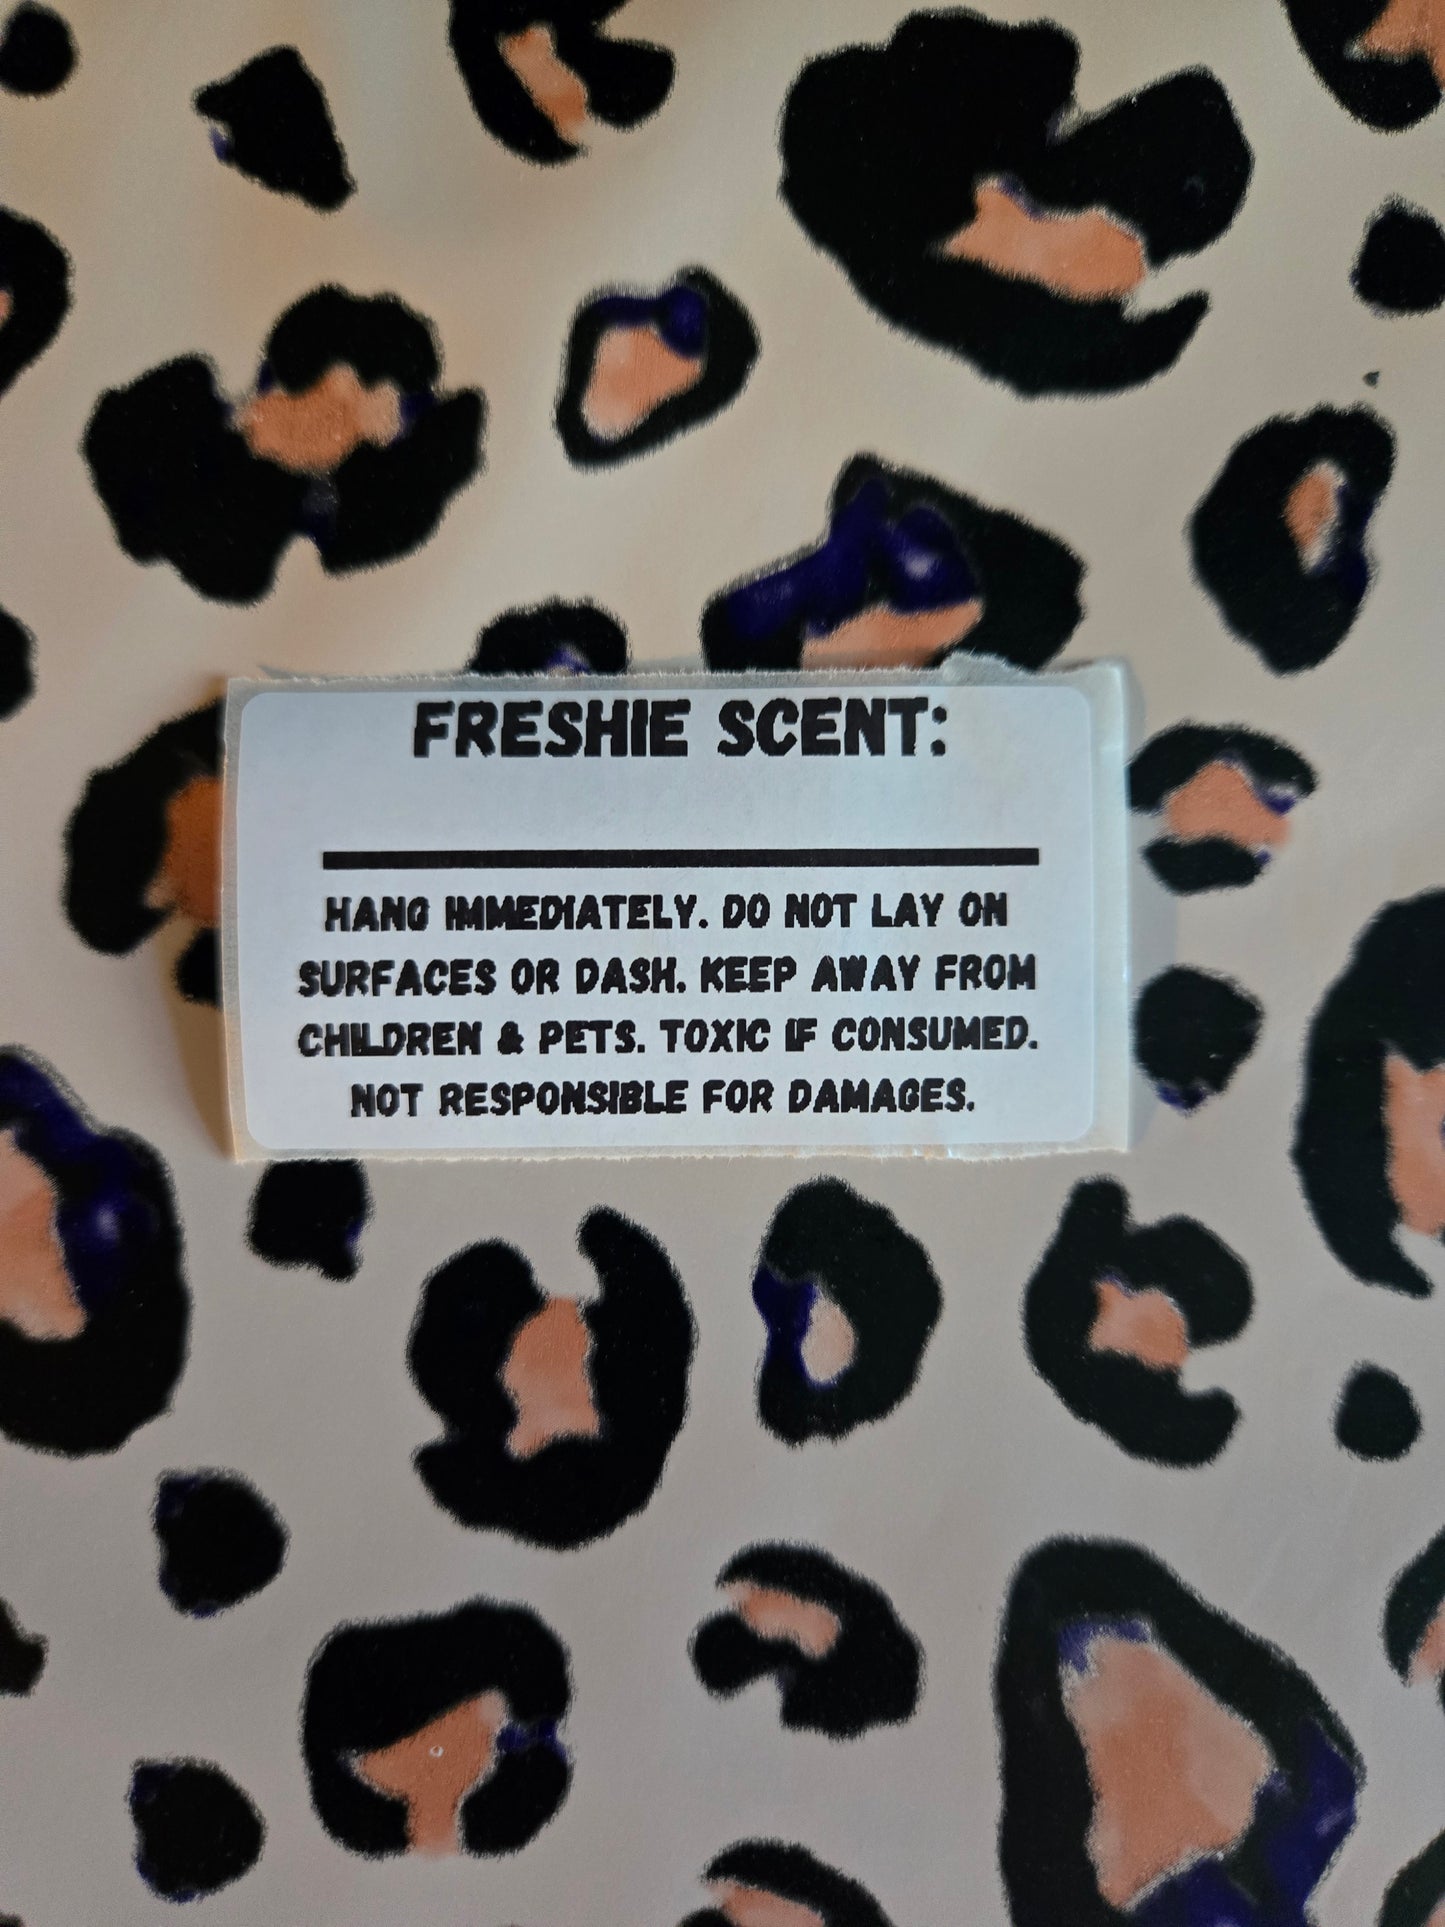 FRESHIE SCENT:
HANG IMMEDIATELY. DO NOT LAY ON
SURFACES OR DASH. KEEP AWAY FROM
CHILDREN & PETS. TOXIC IF CONSUMED.
NOT RESPONSIBLE FOR DAMAGES.